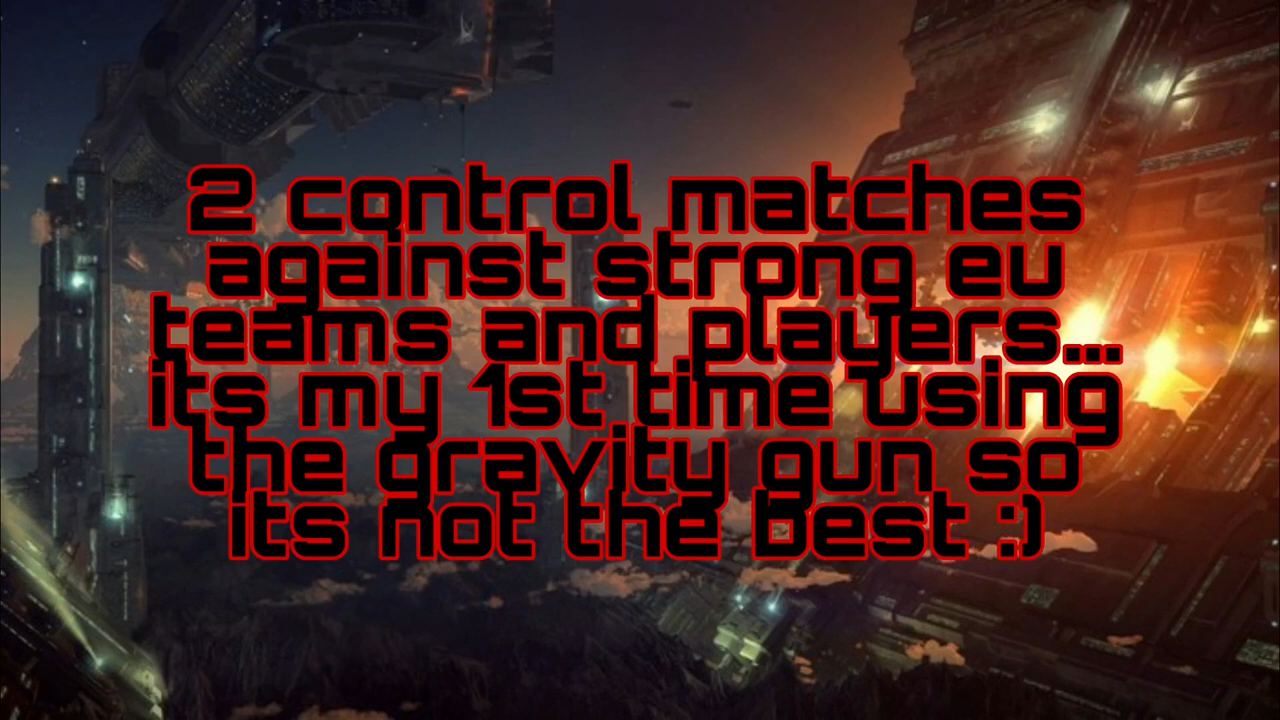 2 control matches
against strong eu
teams and players...
its my 1st time using
the gravity gun so
its not the best :)